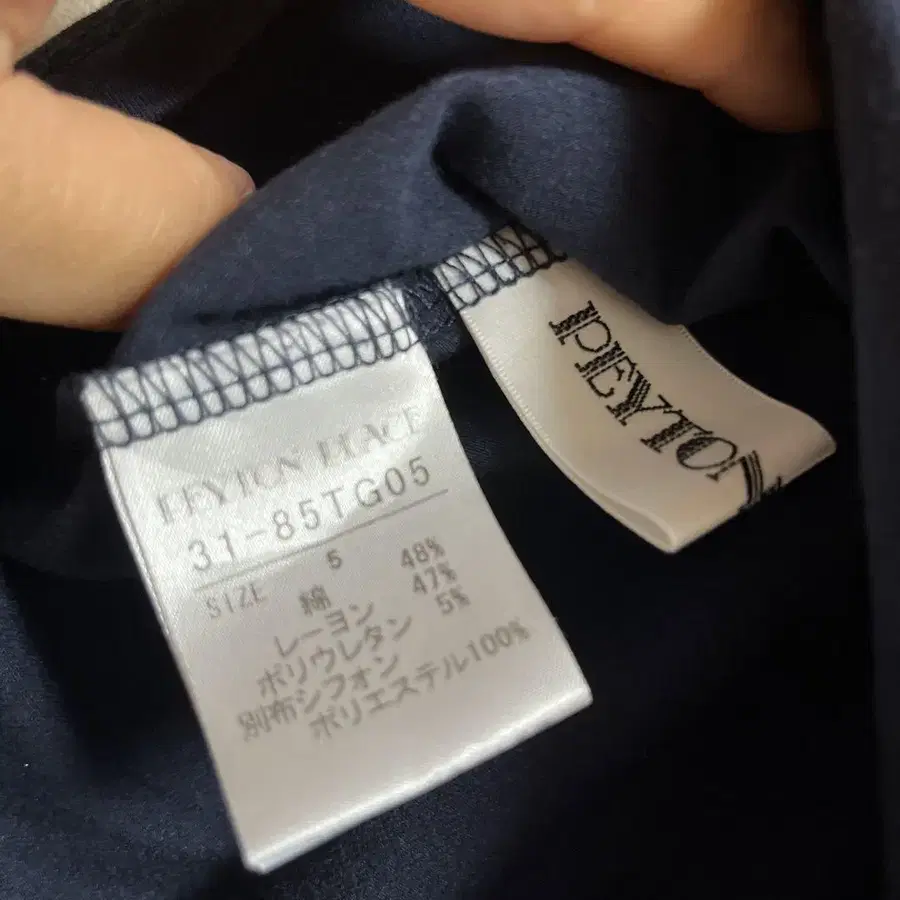 PEYTON PLACE
31-85TG05
SIZE 5
綿 48%
レーヨン 47%
ポリウレタン 5%
別布シフォン
ポリエステル100%
PEYTON